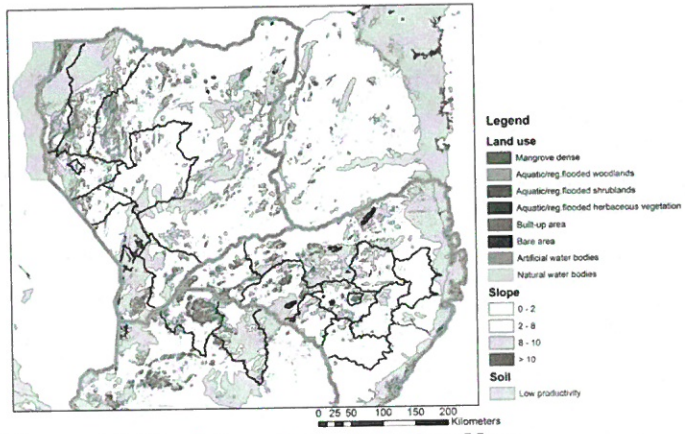 Legend
Land use
Mangrove dense
Aquatic/reg.flooded woodlands
Aquatic/reg.flooded shrublands
Aquatic/reg.flooded herbaceous vegetation
Built-up area
Bare area
Artificial water bodies
Natural water bodies
Slope
0 - 2
2 - 8
8 - 10
> 10
Soil
Low productivity
0 25 50 100 150 200
Kilometers